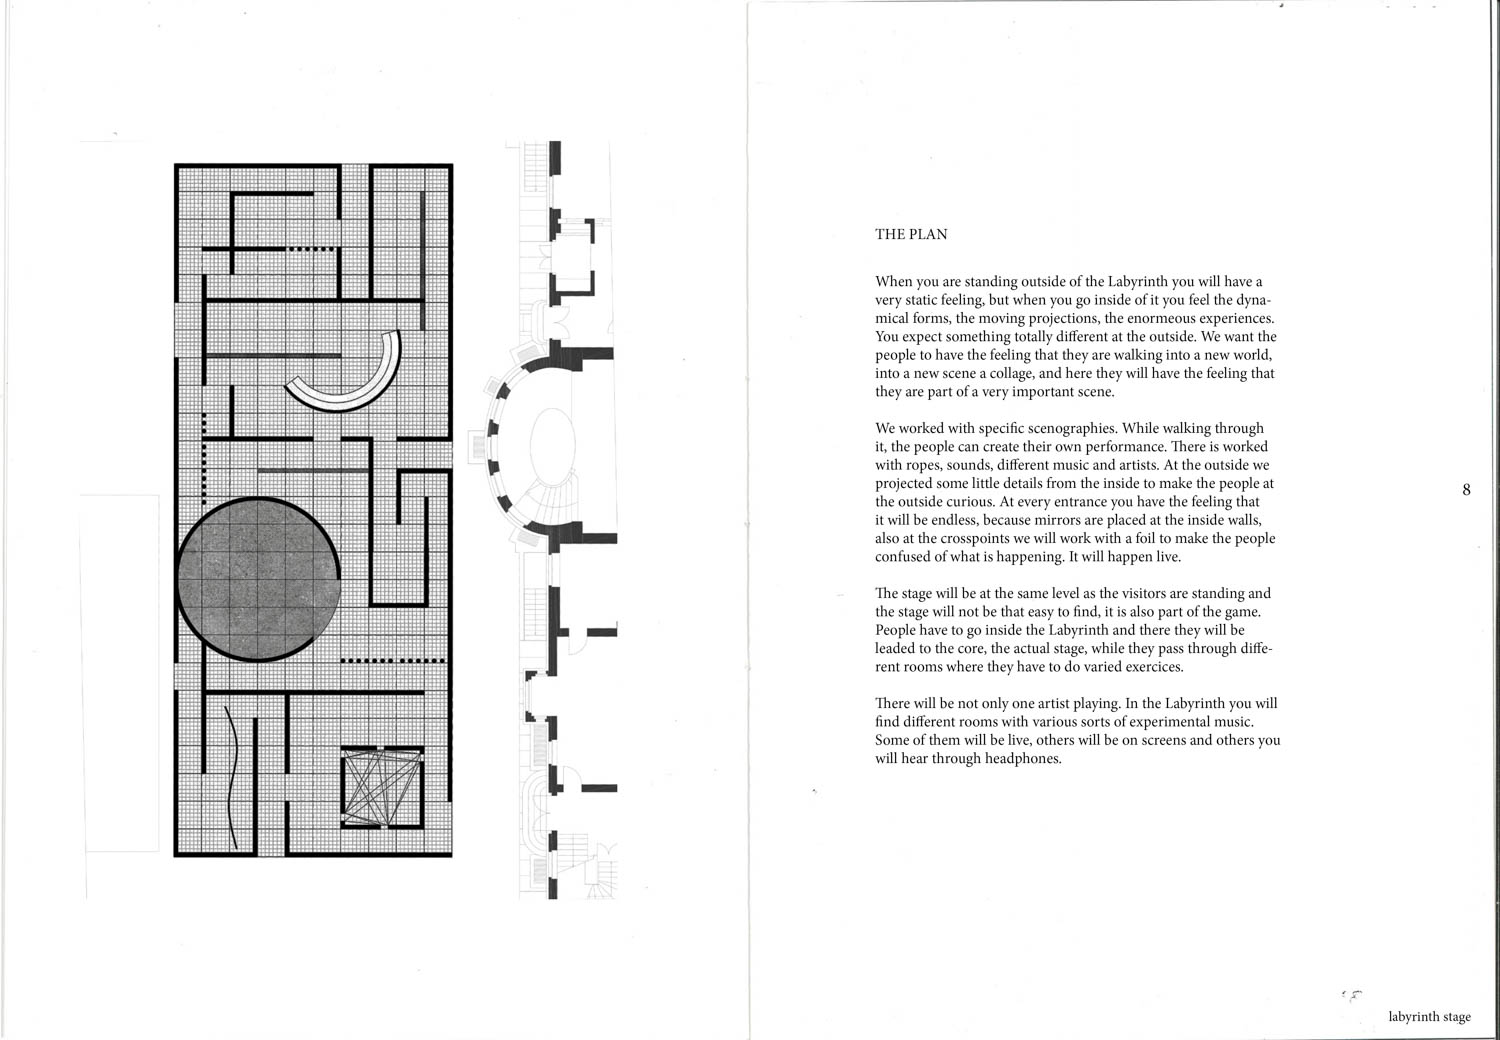 THE PLAN
When you are standing outside of the Labyrinth you will have a
very static feeling, but when you go inside of it you feel the dyna-
mical forms, the moving projections, the enormeous experiences.
You expect something totally different at the outside. We want the
people to have the feeling that they are walking into a new world,
into a new scene a collage, and here they will have the feeling that
they are part of a very important scene.
We worked with specific scenographies. While walking through
it, the people can create their own performance. There is worked
with ropes, sounds, different music and artists. At the outside we
projected some little details from the inside to make the people at
the outside curious. At every entrance you have the feeling that
it will be endless, because mirrors are placed at the inside walls,
also at the crosspoints we will work with a foil to make the people
confused of what is happening. It will happen live.
The stage will be at the same level as the visitors are standing and
the stage will not be that easy to find, it is also part of the game.
People have to go inside the Labyrinth and there they will be
leaded to the core, the actual stage, while they pass through diffe-
rent rooms where they have to do varied exercices.
There will be not only one artist playing. In the Labyrinth you will
find different rooms with various sorts of experimental music.
Some of them will be live, others will be on screens and others you
will hear through headphones.
8
labyrinth stage